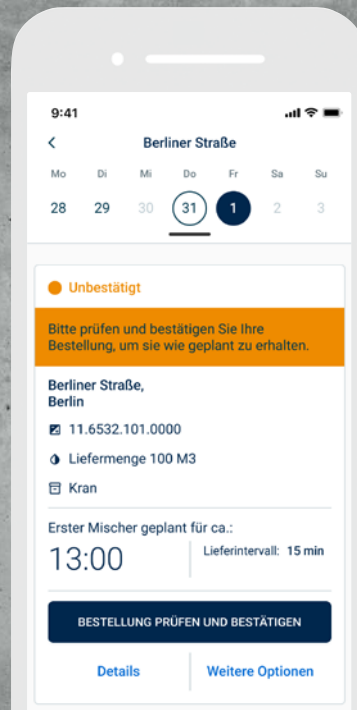 9:41
Berliner Straße
Mo Di Mi Do Fr Sa Su
28 29 30 31 1 2 3
Unbestätigt
Bitte prüfen und bestätigen Sie Ihre
Bestellung, um sie wie geplant zu erhalten.
Berliner Straße,
Berlin
11.6532.101.0000
Liefermenge 100 M3
Kran
Erster Mischer geplant für ca.:
13:00
Lieferintervall: 15 min
BESTELLUNG PRÜFEN UND BESTÄTIGEN
Details
Weitere Optionen